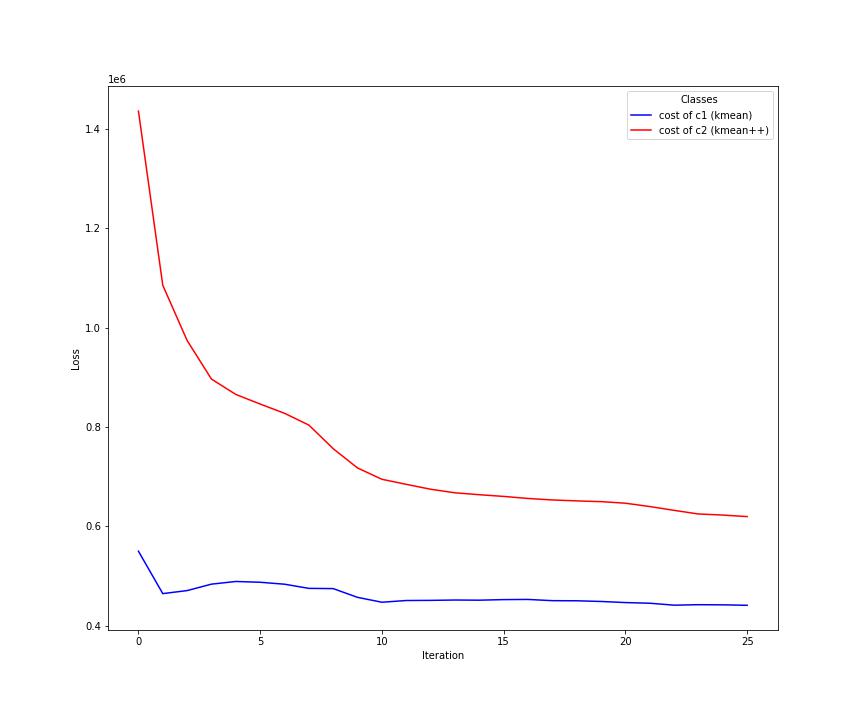 1e6
Classes
cost of c1 (kmean)
cost of c2 (kmean++)
1.4
1.2
1.0
0.8
0.6
0.4
Loss
0 5 10 15 20 25
Iteration